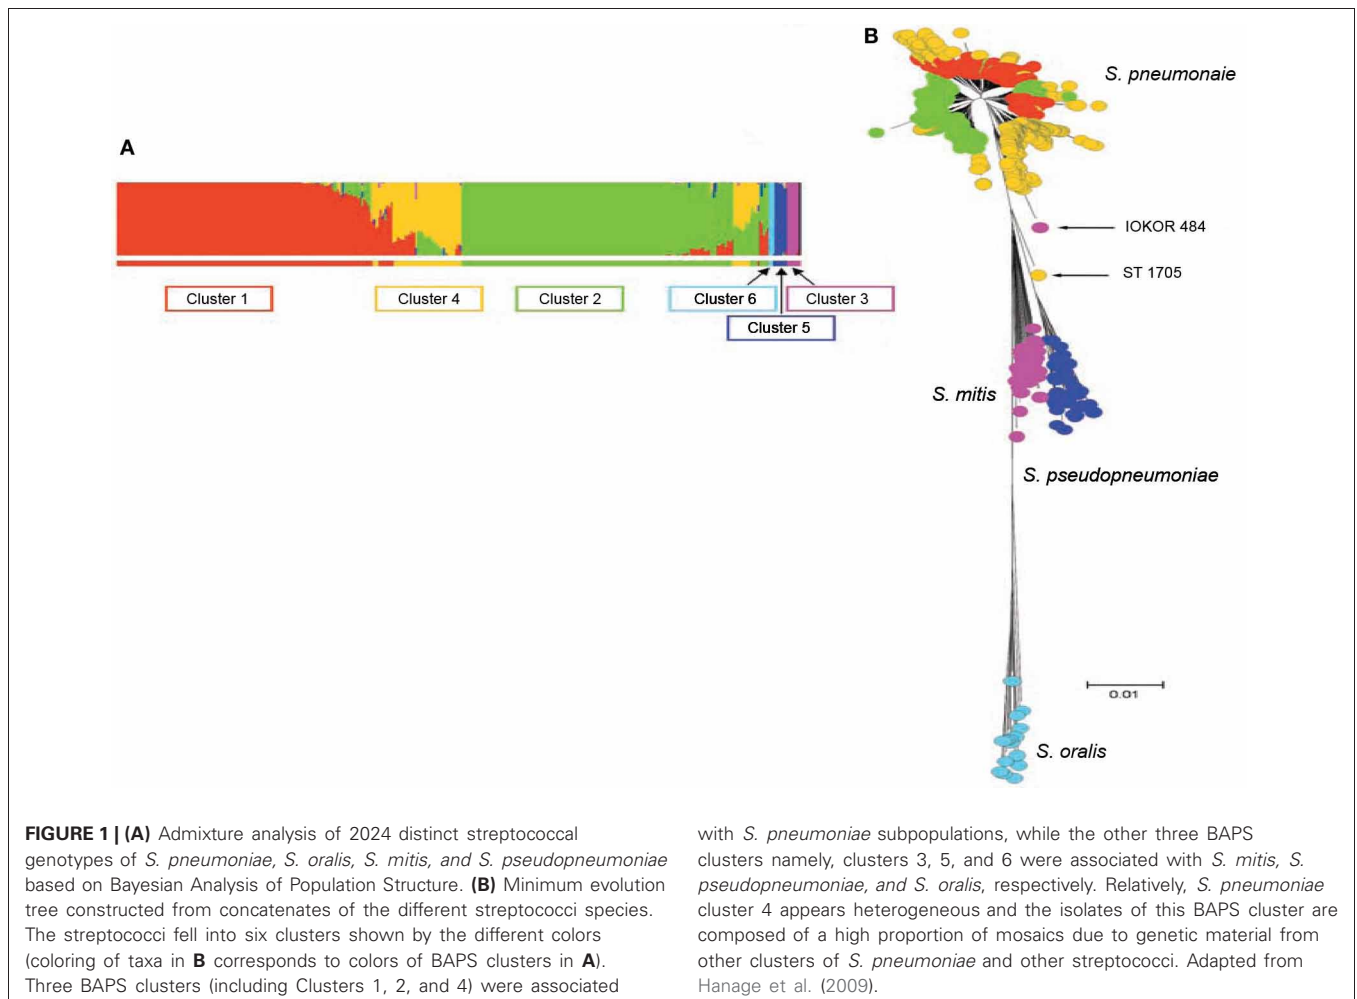 B
S. pneumonaie
A
IOKOR 484
ST 1705
Cluster 1
Cluster 4
Cluster 2
Cluster 6
Cluster 3
Cluster 5
S. mitis
S. pseudopneumoniae
0.01
S. oralis
FIGURE 1 | (A) Admixture analysis of 2024 distinct streptococcal
genotypes of S. pneumoniae, S. oralis, S. mitis, and S. pseudopneumoniae
based on Bayesian Analysis of Population Structure. (B) Minimum evolution
tree constructed from concatenates of the different streptococci species.
The streptococci fell into six clusters shown by the different colors
(coloring of taxa in B corresponds to colors of BAPS clusters in A).
Three BAPS clusters (including Clusters 1, 2, and 4) were associated
with S. pneumoniae subpopulations, while the other three BAPS
clusters namely, clusters 3, 5, and 6 were associated with S. mitis, S.
pseudopneumoniae, and S. oralis, respectively. Relatively, S. pneumoniae
cluster 4 appears heterogeneous and the isolates of this BAPS cluster are
composed of a high proportion of mosaics due to genetic material from
other clusters of S. pneumoniae and other streptococci. Adapted from
Hanage et al. (2009).